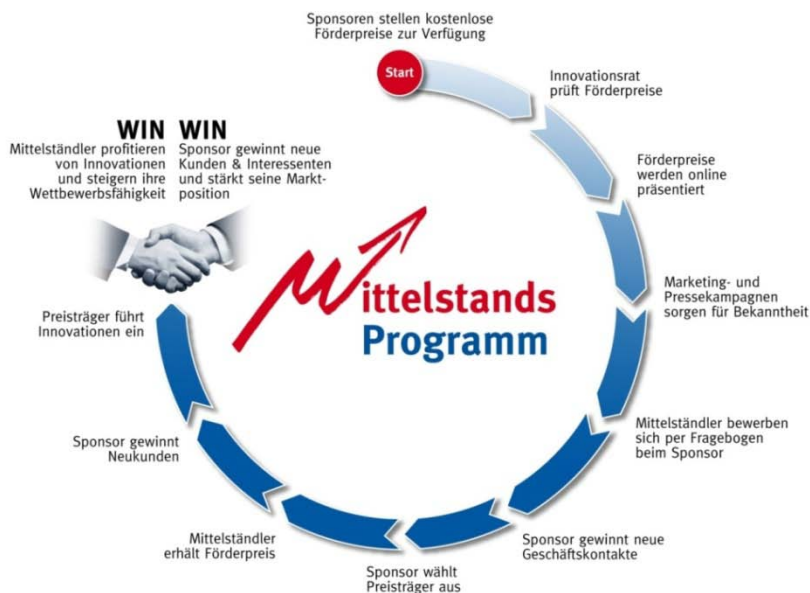 Sponsoren stellen kostenlose
Förderpreise zur Verfügung
Start
Innovationsrat
prüft Förderpreise
Förderpreise
werden online
präsentiert
Marketing- und
Pressekampagnen
sorgen für Bekanntheit
Mittelständler bewerben
sich per Fragebogen
beim Sponsor
Sponsor gewinnt neue
Geschäftskontakte
Sponsor wählt
Preisträger aus
Mittelständler
erhält Förderpreis
Sponsor gewinnt
Neukunden
Preisträger führt
Innovationen ein
WIN
Mittelständler profitieren
von Innovationen
und steigern ihre
Wettbewerbsfähigkeit
WIN
Sponsor gewinnt neue
Kunden & Interessenten
und stärkt seine Markt-
position
Mittelstands
Programm